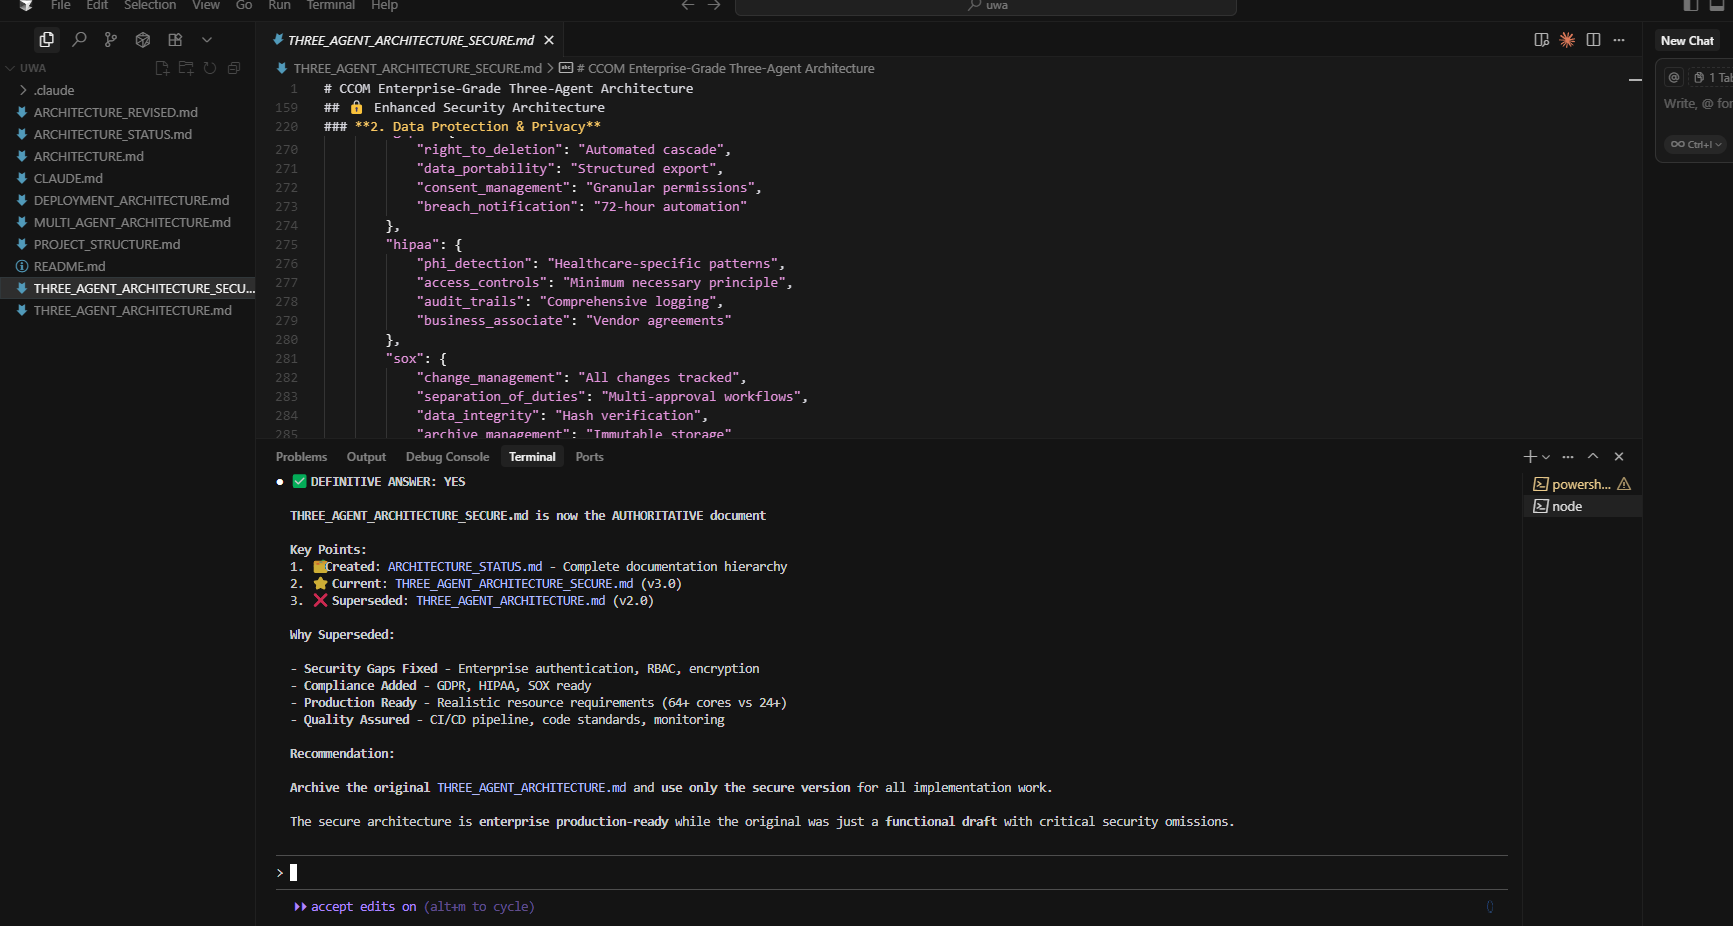 File Edit Selection View Go Run Terminal Help
uwa
UWA
.claude
ARCHITECTURE_REVISED.md
ARCHITECTURE_STATUS.md
ARCHITECTURE.md
CLAUDE.md
DEPLOYMENT_ARCHITECTURE.md
MULTI_AGENT_ARCHITECTURE.md
PROJECT_STRUCTURE.md
README.md
THREE_AGENT_ARCHITECTURE_SECU...
THREE_AGENT_ARCHITECTURE.md
THREE_AGENT_ARCHITECTURE_SECURE.md
THREE_AGENT_ARCHITECTURE_SECURE.md > # CCOM Enterprise-Grade Three-Agent Architecture
1 # CCOM Enterprise-Grade Three-Agent Architecture
159 ## 🔒 Enhanced Security Architecture
220 ### **2. Data Protection & Privacy**
270 "right_to_deletion": "Automated cascade",
271 "data_portability": "Structured export",
272 "consent_management": "Granular permissions",
273 "breach_notification": "72-hour automation"
274 },
275 "hipaa": {
276 "phi_detection": "Healthcare-specific patterns",
277 "access_controls": "Minimum necessary principle",
278 "audit_trails": "Comprehensive logging",
279 "business_associate": "Vendor agreements"
280 },
281 "sox": {
282 "change_management": "All changes tracked",
283 "separation_of_duties": "Multi-approval workflows",
284 "data_integrity": "Hash verification",
285 "archive_management": "Immutable storage"
Problems Output Debug Console Terminal Ports
● ✅ DEFINITIVE ANSWER: YES
THREE_AGENT_ARCHITECTURE_SECURE.md is now the AUTHORITATIVE document
Key Points:
1. Created: ARCHITECTURE_STATUS.md - Complete documentation hierarchy
2. ⭐ Current: THREE_AGENT_ARCHITECTURE_SECURE.md (v3.0)
3. ❌ Superseded: THREE_AGENT_ARCHITECTURE.md (v2.0)
Why Superseded:
- Security Gaps Fixed - Enterprise authentication, RBAC, encryption
- Compliance Added - GDPR, HIPAA, SOX ready
- Production Ready - Realistic resource requirements (64+ cores vs 24+)
- Quality Assured - CI/CD pipeline, code standards, monitoring
Recommendation:
Archive the original THREE_AGENT_ARCHITECTURE.md and use only the secure version for all implementation work.
The secure architecture is enterprise production-ready while the original was just a functional draft with critical security omissions.
>
accept edits on (alt+m to cycle)
powersh...
node
New Chat
@ 1 Tab
Write, @ for
∞ Ctrl+I